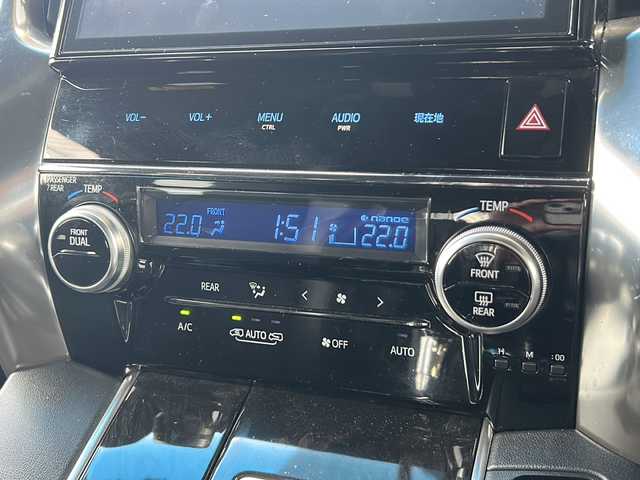 VOL− VOL+ MENU AUDIO 現在地
CTRL PWR
PASSENGER
/ REAR
TEMP
TEMP
FRONT
DUAL
22.0 FRONT 1:51 nanoe 22.0
FRONT
REAR
REAR
A/C AUTO OFF AUTO
H M :00